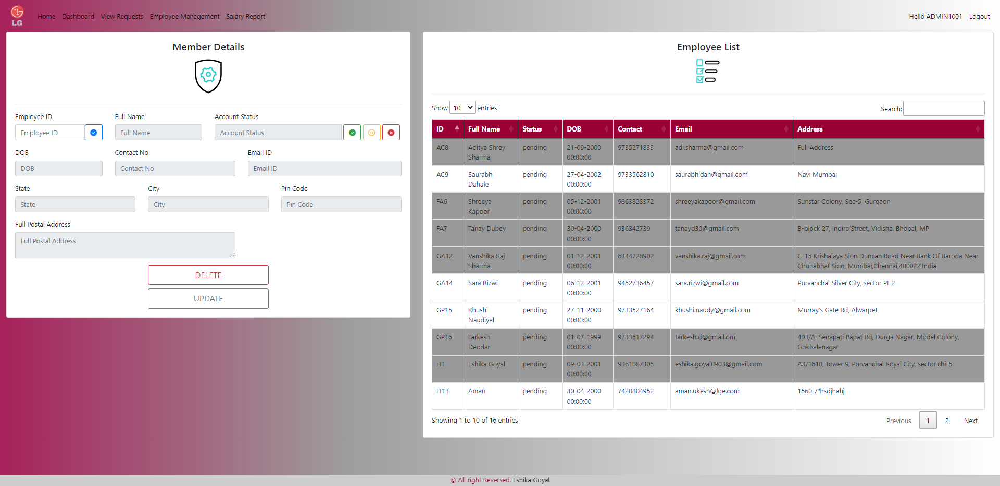 LG
Home Dashboard View Requests Employee Management Salary Report Hello ADMIN1001 Logout
Member Details
Employee ID Full Name Account Status
Employee ID Full Name Account Status
DOB Contact No Email ID
DOB Contact No Email ID
State City Pin Code
State City Pin Code
Full Postal Address
Full Postal Address
DELETE
UPDATE
Employee List
Show 10 entries Search:
ID Full Name Status DOB Contact Email Address
AC8 Aditya Shrey Sharma pending 21-09-2000 00:00:00 9735271833 adi.sharma@gmail.com Full Address
AC9 Saurabh Dahale pending 27-04-2002 00:00:00 9733562810 saurabh.dah@gmail.com Navi Mumbai
FA6 Shreeya Kapoor pending 05-12-2001 00:00:00 9863828372 shreeyakapoor@gmail.com Sunstar Colony, Sec-5, Gurgaon
FA7 Tanay Dubey pending 30-04-2000 00:00:00 936342739 tanayd30@gmail.com B-block 27, Indira Street, Vidisha. Bhopal, MP
GA12 Vanshika Raj Sharma pending 01-12-2001 00:00:00 6344728902 vanshika.raj@gmail.com C-15 Krishalaya Sion Duncan Road Near Bank Of Baroda Near Chunabhat Sion, Mumbai,Chennai,400022,India
GA14 Sara Rizwi pending 06-12-2001 00:00:00 9452736457 sara.rizwi@gmail.com Purvanchal Silver City, sector PI-2
GP15 Khushi Naudiyal pending 27-11-2000 00:00:00 9733527164 khushi.naudy@gmail.com Murray's Gate Rd, Alwarpet,
GP16 Tarkesh Deodar pending 01-07-1999 00:00:00 9733617294 tarkesh.d@gmail.om 403/A, Senapati Bapat Rd, Durga Nagar, Model Colony, Gokhalenagar
IT1 Eshika Goyal pending 09-03-2001 00:00:00 9361087305 eshika.goyal0903@gmail.com A3/1610, Tower 9, Purvanchal Royal City, sector chi-5
IT13 Aman pending 30-04-2000 00:00:00 7420804952 aman.ukesh@lge.com 1560-/*hsdjhahj
Showing 1 to 10 of 16 entries Previous 1 2 Next
© All right Reversed. Eshika Goyal